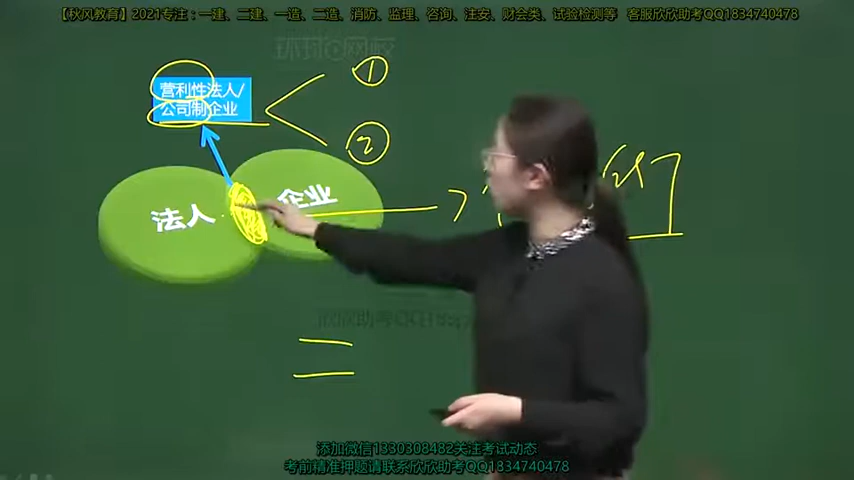 【秋风教育】2021专注：一建、二建、一造、二造、消防、监理、咨询、注安、财会类、试验检测等 客服欣欣助考QQ1834740478
环球网校
营利性法人/
公司制企业
①
②
法人
企业
添加微信1330308482关注考试动态
考前精准押题请联系欣欣助考QQ1834740478